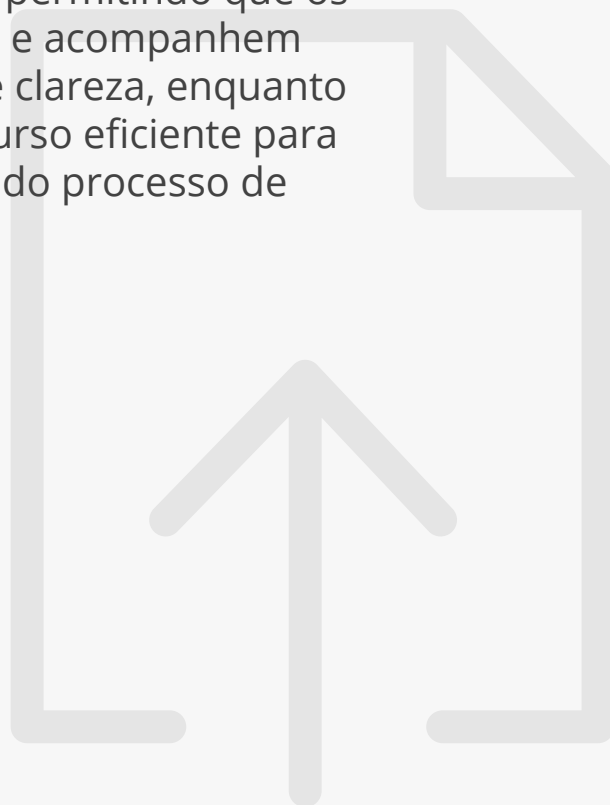 permitindo que os
e acompanhem
clareza, enquanto
urso eficiente para
do processo de